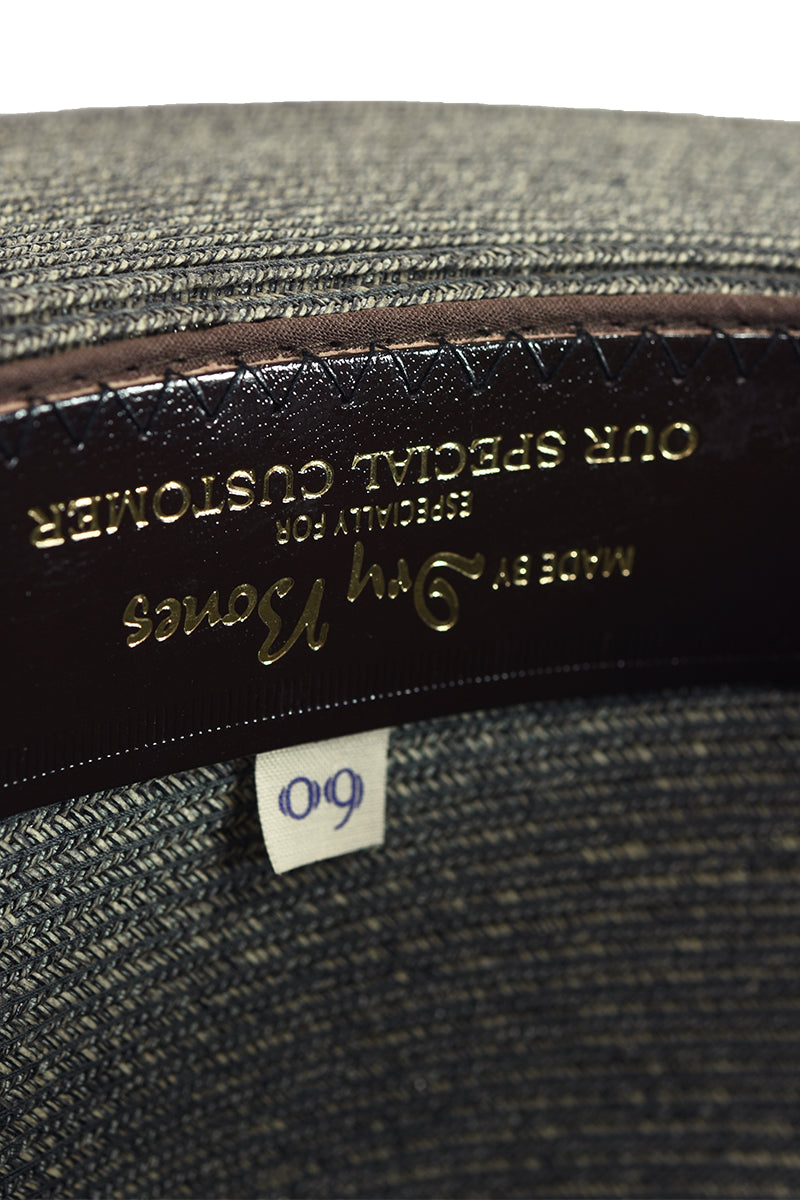 60
MADE BY Dry Bones
ESPECIALLY FOR
OUR SPECIAL CUSTOMER